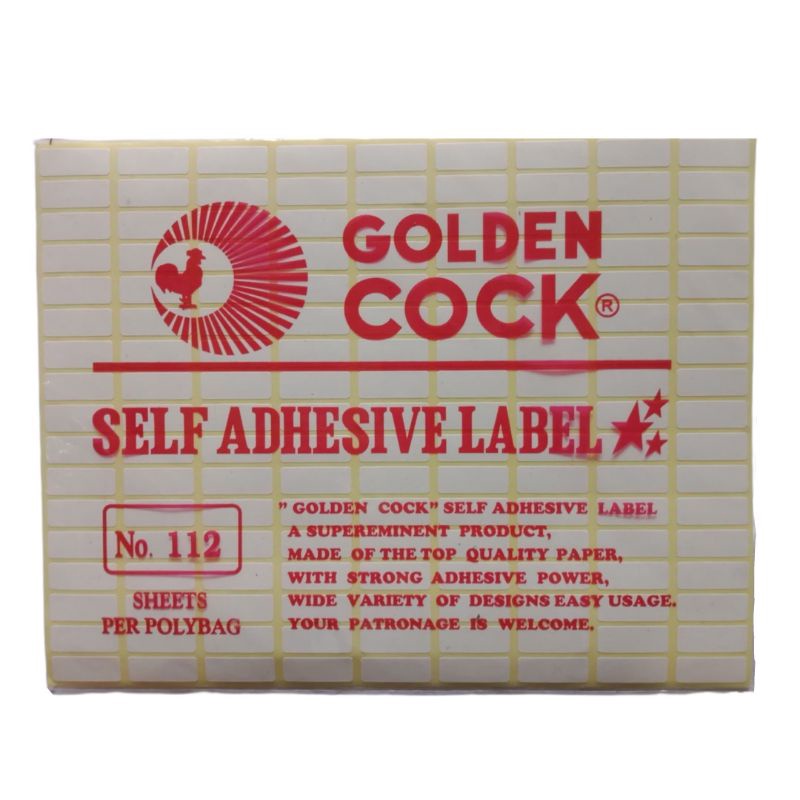 GOLDEN
COCK®
SELF ADHESIVE LABEL
No. 112
SHEETS
PER POLYBAG
" GOLDEN COCK" SELF ADHESIVE LABEL
A SUPEREMINENT PRODUCT,
MADE OF THE TOP QUALITY PAPER,
WITH STRONG ADHESIVE POWER,
WIDE VARIETY OF DESIGNS EASY USAGE.
YOUR PATRONAGE IS WELCOME.